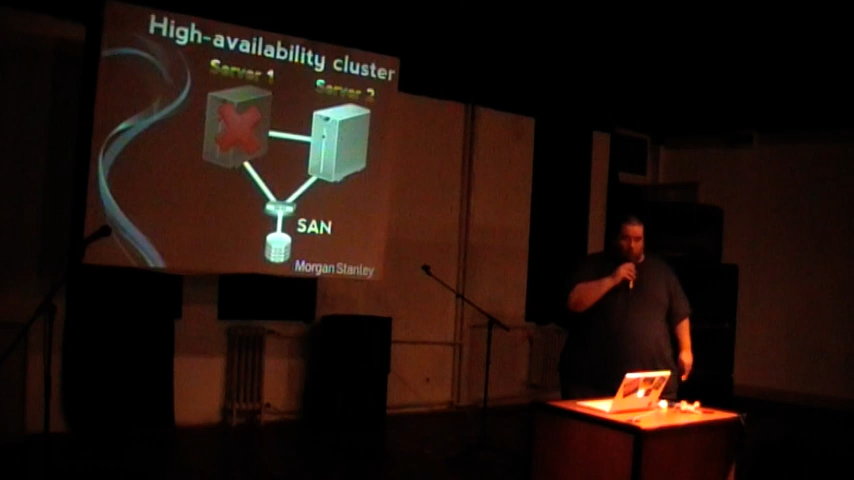 High-availability cluster
Server 1
Server 2
SAN
Morgan Stanley